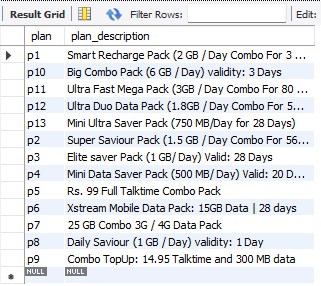 Result Grid Filter Rows: Edit:
plan plan_description
p1 Smart Recharge Pack (2 GB / Day Combo For 3 ...
p10 Big Combo Pack (6 GB / Day) validity: 3 Days
p11 Ultra Fast Mega Pack (3GB / Day Combo For 80 ...
p12 Ultra Duo Data Pack (1.8GB / Day Combo For 5...
p13 Mini Ultra Saver Pack (750 MB/Day for 28 Days)
p2 Super Saviour Pack (1.5 GB / Day Combo For 56...
p3 Elite saver Pack (1 GB/ Day) Valid: 28 Days
p4 Mini Data Saver Pack (500 MB/ Day) Valid: 20 D...
p5 Rs. 99 Full Talktime Combo Pack
p6 Xstream Mobile Data Pack: 15GB Data | 28 days
p7 25 GB Combo 3G / 4G Data Pack
p8 Daily Saviour (1 GB / Day) validity: 1 Day
p9 Combo TopUp: 14.95 Talktime and 300 MB data
NULL NULL